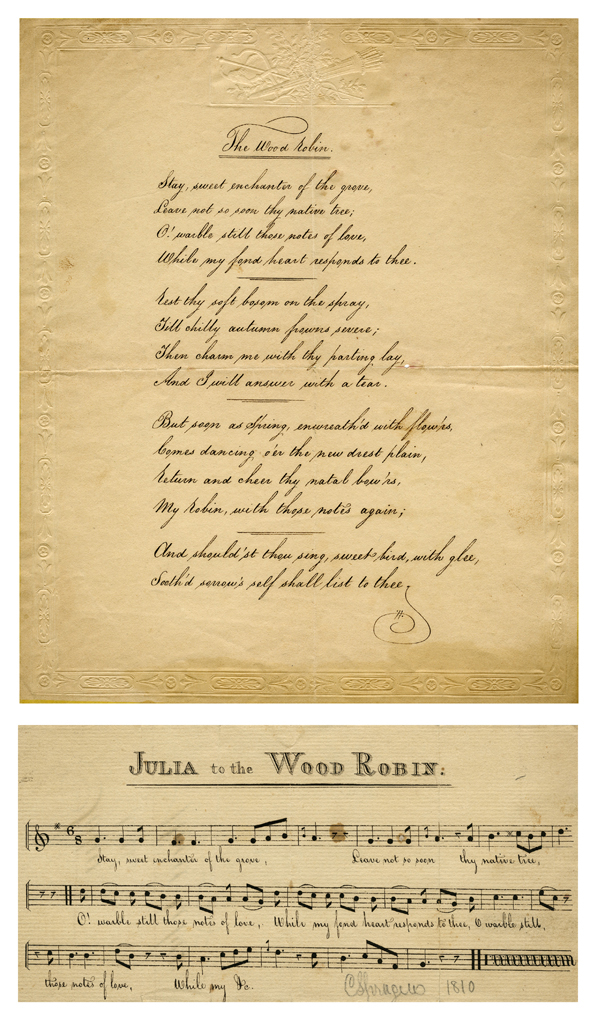 The Wood Robin.
Stay, sweet enchanter of the grove,
Leave not so soon thy native tree;
O! warble still those notes of love,
While my fond heart responds to thee.
Rest thy soft bosom on the spray,
Till chilly autumn frowns severe;
Then charm me with thy parting lay,
And I will answer with a tear.
But soon as Spring, enwreath'd with flow'rs,
Comes dancing o'er the new drest plain,
Return and cheer thy natal bow'rs,
My Robin, with those notes again;
And should'st thou sing, sweet bird, with glee,
Sooth'd sorrow's self shall list to thee.
JULIA to the WOOD ROBIN:
6
8
Stay, sweet enchanter of the grove, Leave not so soon thy native tree,
O! warble still those notes of love, While my fond heart responds to thee, O warble still,
those notes of love, While my &c.
1810